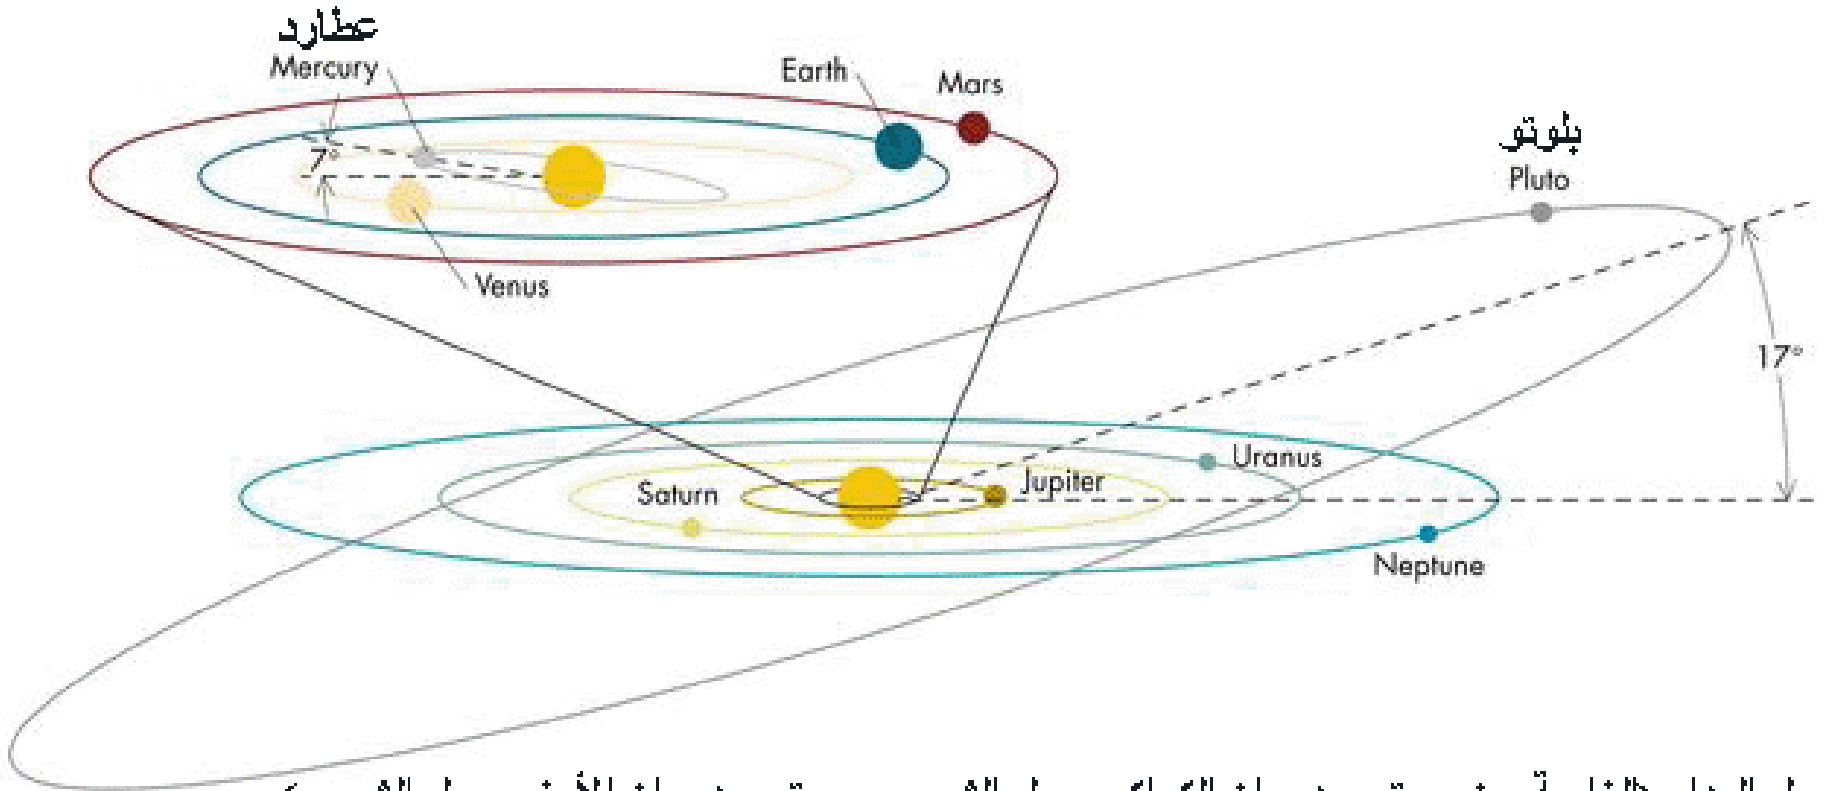 عطارد
Mercury
Earth
Mars
7°
Venus
بلوتو
Pluto
17°
Uranus
Jupiter
Saturn
Neptune